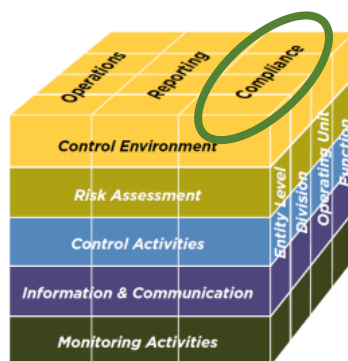 Operations
Reporting
Compliance
Control Environment
Risk Assessment
Control Activities
Information & Communication
Monitoring Activities
Entity Level
Division
Operating Unit
Function